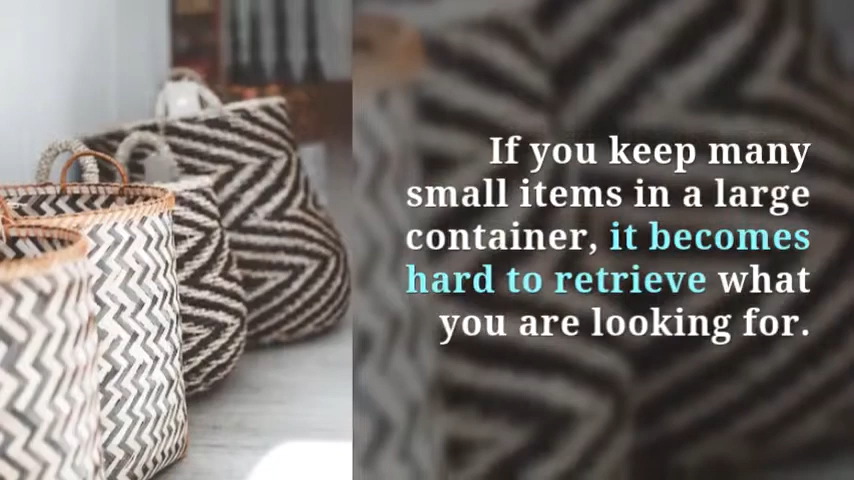 If you keep many
small items in a large
container, it becomes
hard to retrieve what
you are looking for.